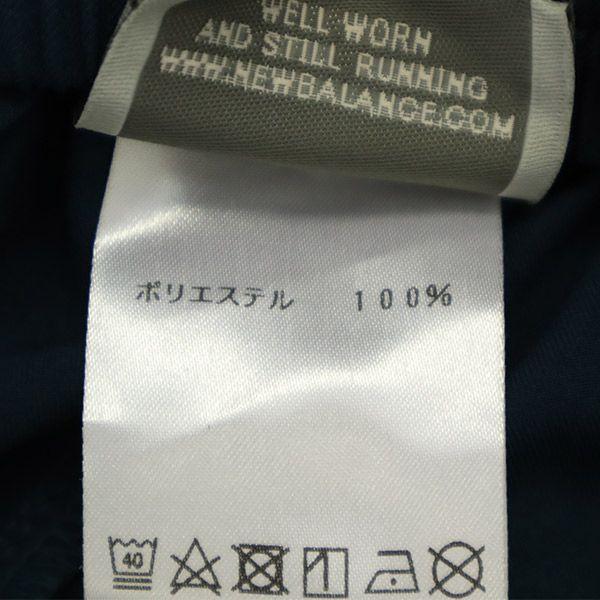 WELL WORN
AND STILL RUNNING
WWW.NEWBALANCE.COM
ポリエステル 100%
40